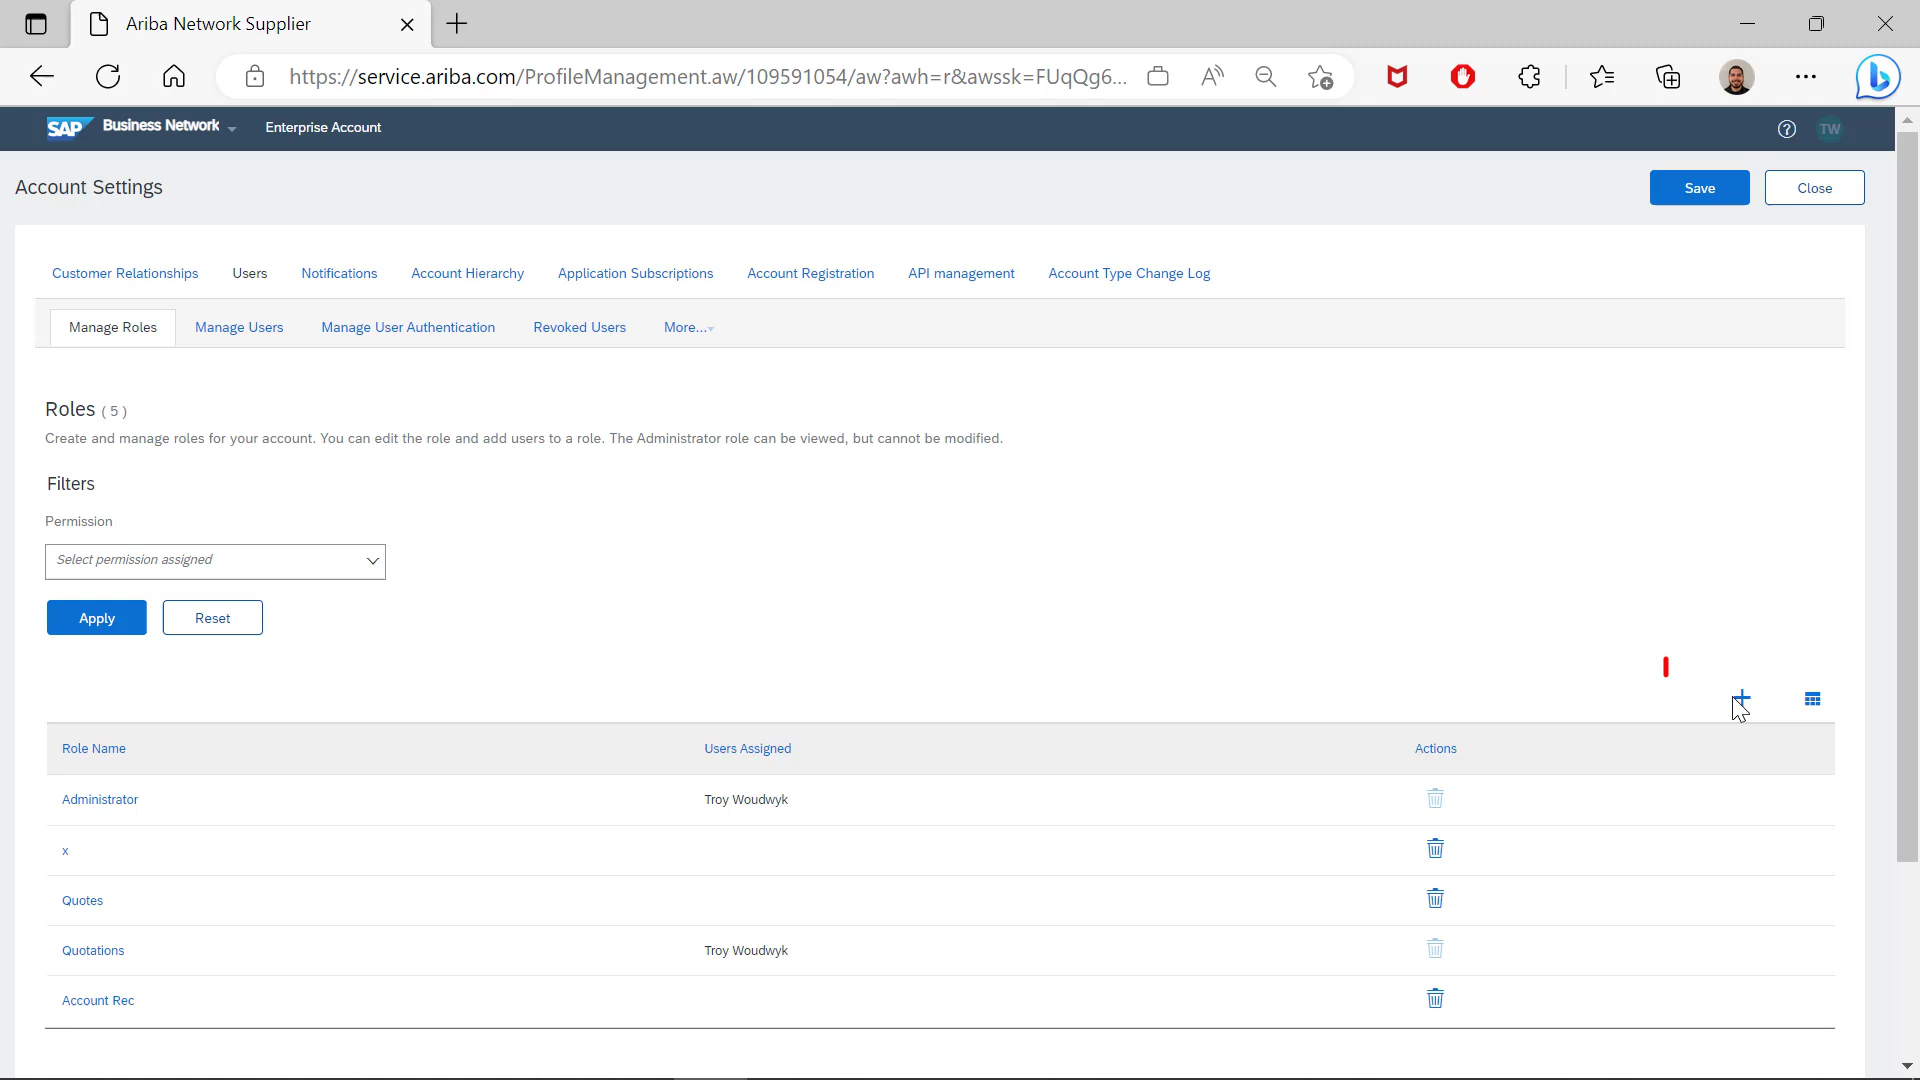 Ariba Network Supplier
https://service.ariba.com/ProfileManagement.aw/109591054/aw?awh=r&awssk=FUqQg6...
SAP Business Network Enterprise Account TW
Account Settings Save Close
Customer Relationships Users Notifications Account Hierarchy Application Subscriptions Account Registration API management Account Type Change Log
Manage Roles Manage Users Manage User Authentication Revoked Users More...
Roles ( 5 )
Create and manage roles for your account. You can edit the role and add users to a role. The Administrator role can be viewed, but cannot be modified.
Filters
Permission
Select permission assigned
Apply Reset
Role Name Users Assigned Actions
Administrator Troy Woudwyk
x
Quotes
Quotations Troy Woudwyk
Account Rec